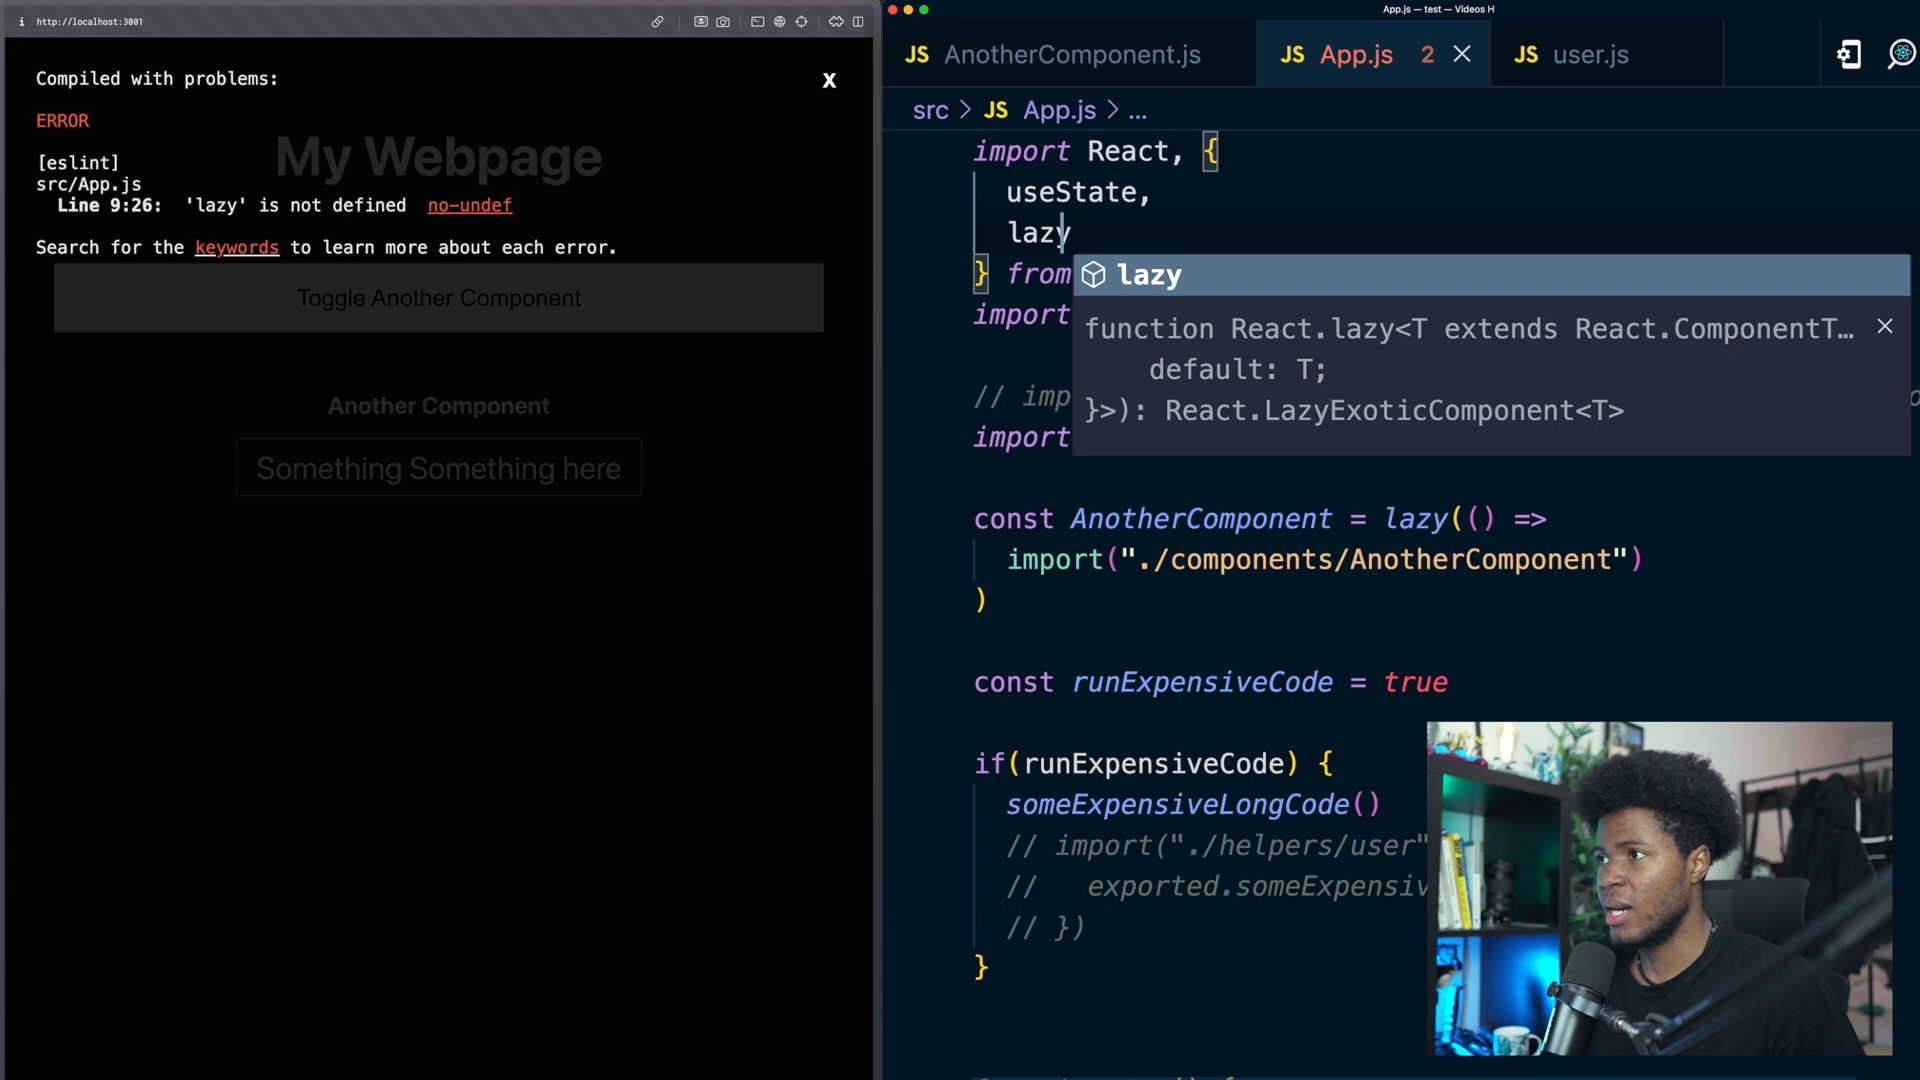 http://localhost:3001
Compiled with problems:
X
ERROR
My Webpage
[eslint]
src/App.js
Line 9:26: 'lazy' is not defined no-undef
Search for the keywords to learn more about each error.
Toggle Another Component
Another Component
Something Something here
App.js — test — Videos H
JS AnotherComponent.js
JS App.js 2
JS user.js
src > JS App.js > ...
import React, {
useState,
lazy
} from
import
// imp
import
lazy
function React.lazy<T extends React.ComponentT…
default: T;
}>): React.LazyExoticComponent<T>
const AnotherComponent = lazy(() =>
import("./components/AnotherComponent")
)
const runExpensiveCode = true
if(runExpensiveCode) {
someExpensiveLongCode()
// import("./helpers/user"
// exported.someExpensiv
// })
}